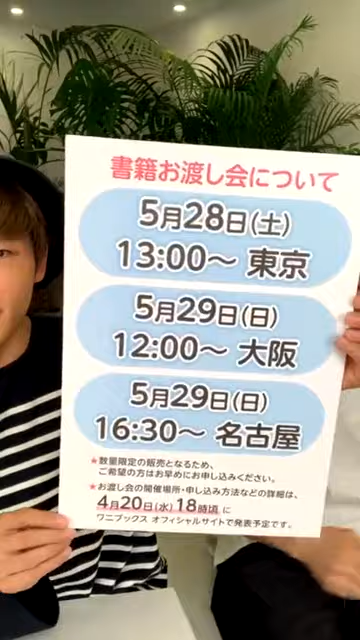 書籍お渡し会について
5月28日(土)
13:00〜 東京
5月29日(日)
12:00〜 大阪
5月29日(日)
16:30〜 名古屋
★数量限定の販売となるため、
ご希望の方はお早めにお申し込みください。
★お渡し会の開催場所・申し込み方法などの詳細は、
4月20日(水)18時頃 に
ワニブックス オフィシャルサイトで発表予定です。